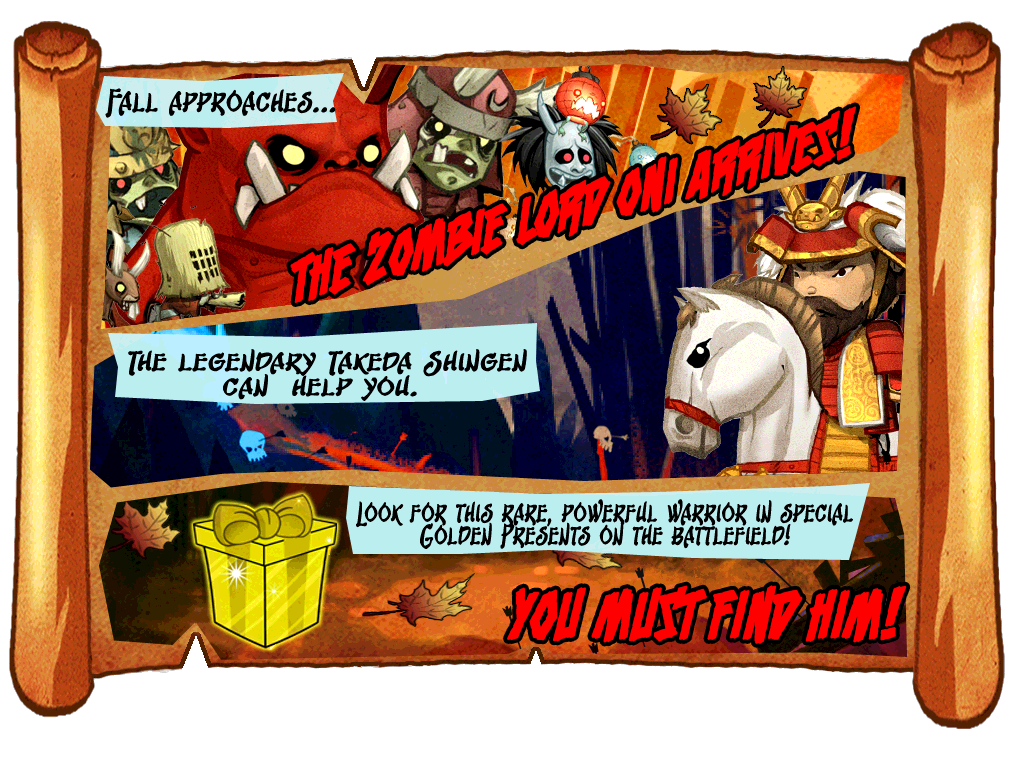 Fall approaches...
The Zombie Lord Oni Arrives!
The legendary Takeda Shingen
can help you.
Look for this rare, powerful warrior in special
Golden Presents on the battlefield!
You must find him!